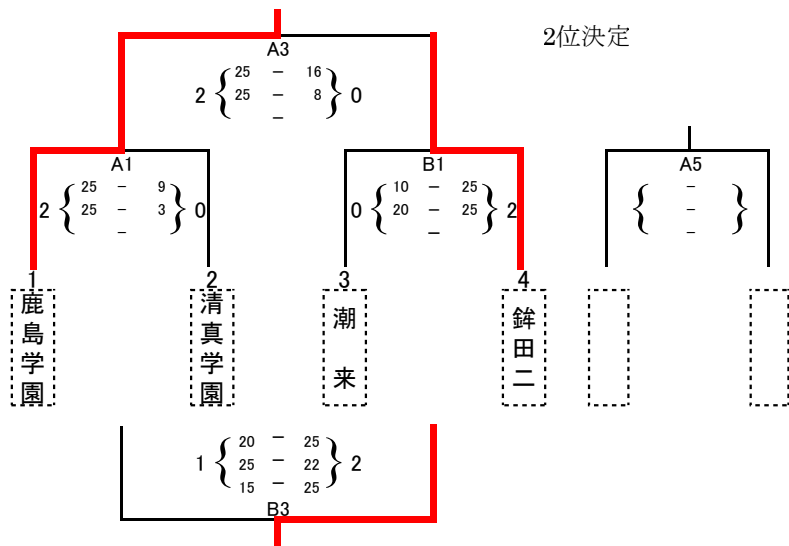 2位決定
A3
2 { 25 － 16 } 0
25 － 8
－
A1
2 { 25 － 9 } 0
25 － 3
－
B1
0 { 10 － 25 } 2
20 － 25
－
A5
{ － }
－
－
1
鹿島学園
2
清真学園
3
潮来
4
鉾田二
1 { 20 － 25 } 2
25 － 22
15 － 25
B3